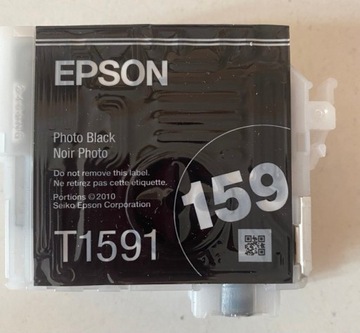 EPSON
Photo Black
Noir Photo
Do not remove this label.
Ne retirez pas cette étiquette.
Portions ©2010
Seiko Epson Corporation
159
T1591